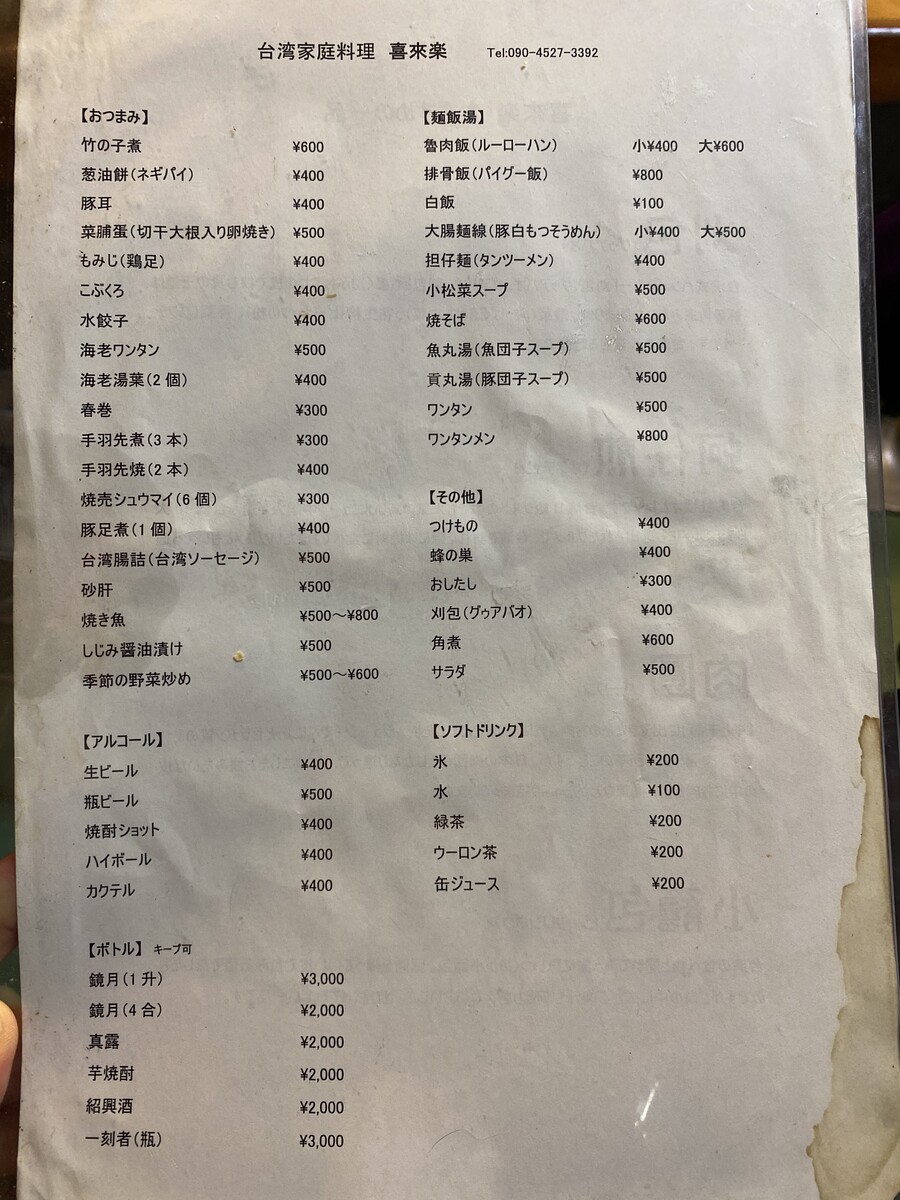 台湾家庭料理 喜來楽 Tel:090-4527-3392
【おつまみ】
竹の子煮 ¥600
葱油餅(ネギパイ) ¥400
豚耳 ¥400
菜脯蛋(切干大根入り卵焼き) ¥500
もみじ(鶏足) ¥400
こぶくろ ¥400
水餃子 ¥400
海老ワンタン ¥500
海老湯葉(2個) ¥400
春巻 ¥300
手羽先煮(3本) ¥300
手羽先焼(2本) ¥400
焼売シュウマイ(6個) ¥300
豚足煮(1個) ¥400
台湾腸詰(台湾ソーセージ) ¥500
砂肝 ¥500
焼き魚 ¥500～¥800
しじみ醤油漬け ¥500
季節の野菜炒め ¥500～¥600
【アルコール】
生ビール ¥400
瓶ビール ¥500
焼酎ショット ¥400
ハイボール ¥400
カクテル ¥400
【ボトル】 キープ可
鏡月(1升) ¥3,000
鏡月(4合) ¥2,000
真露 ¥2,000
芋焼酎 ¥2,000
紹興酒 ¥2,000
一刻者(瓶) ¥3,000
【麺飯湯】
魯肉飯(ルーローハン) 小¥400 大¥600
排骨飯(パイグー飯) ¥800
白飯 ¥100
大腸麺線(豚白もつそうめん) 小¥400 大¥500
担仔麺(タンツーメン) ¥400
小松菜スープ ¥500
焼そば ¥600
魚丸湯(魚団子スープ) ¥500
貢丸湯(豚団子スープ) ¥500
ワンタン ¥500
ワンタンメン ¥800
【その他】
つけもの ¥400
蜂の巣 ¥400
おしたし ¥300
刈包(グゥアバオ) ¥400
角煮 ¥600
サラダ ¥500
【ソフトドリンク】
氷 ¥200
水 ¥100
緑茶 ¥200
ウーロン茶 ¥200
缶ジュース ¥200